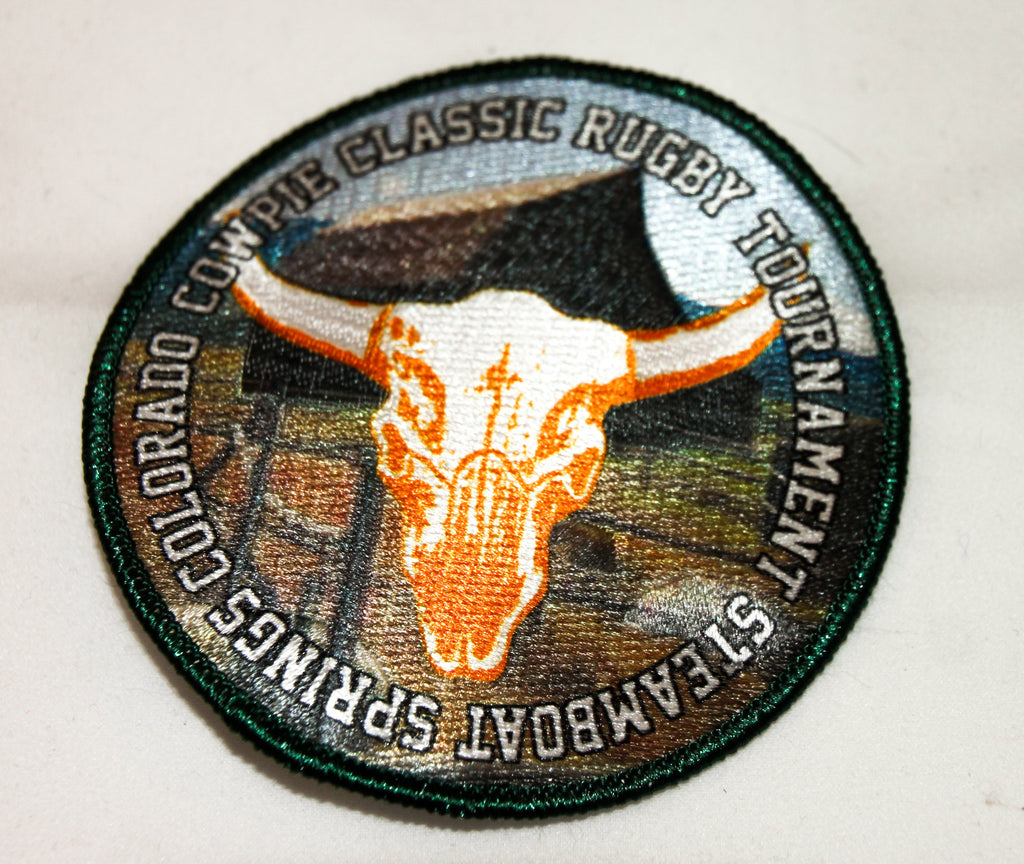 COWPIE CLASSIC RUGBY TOURNAMENT STEAMBOAT SPRINGS COLORADO